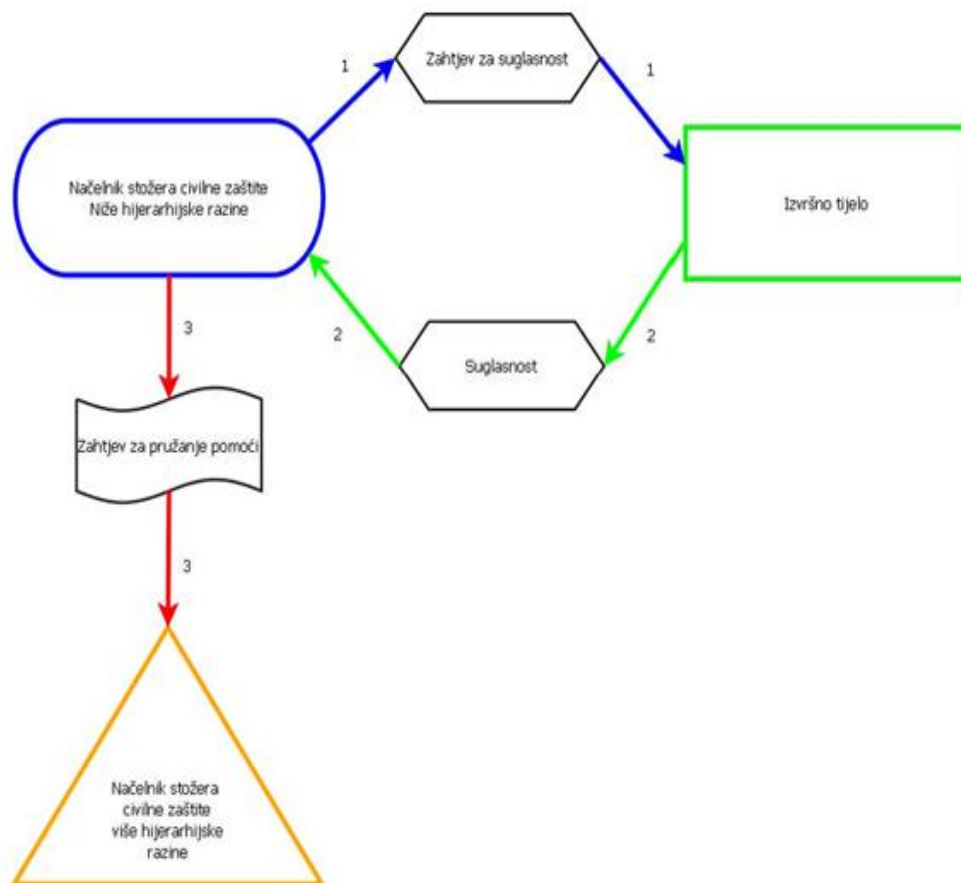 Zahtjev za suglasnost
1
1
Načelnik stožera civilne zaštite
Niže hijerarhijske razine
Izvršno tijelo
2
Suglasnost
2
3
Zahtjev za pružanje pomoći
3
Načelnik stožera
civilne zaštite
više hijerarhijske
razine